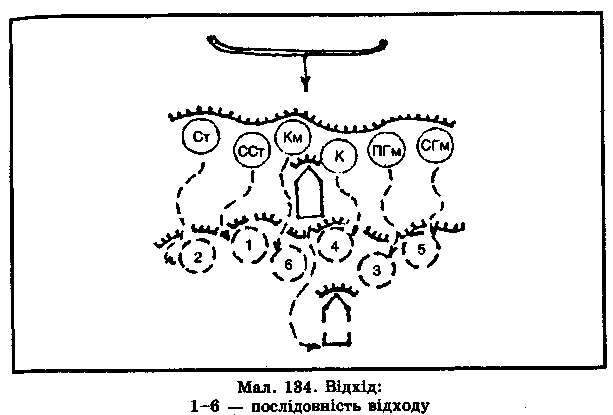 Ст ССт Км К ПГм СГм
2 1 6 4 3 5
Мал. 134. Відхід:
1–6 — послідовність відходу